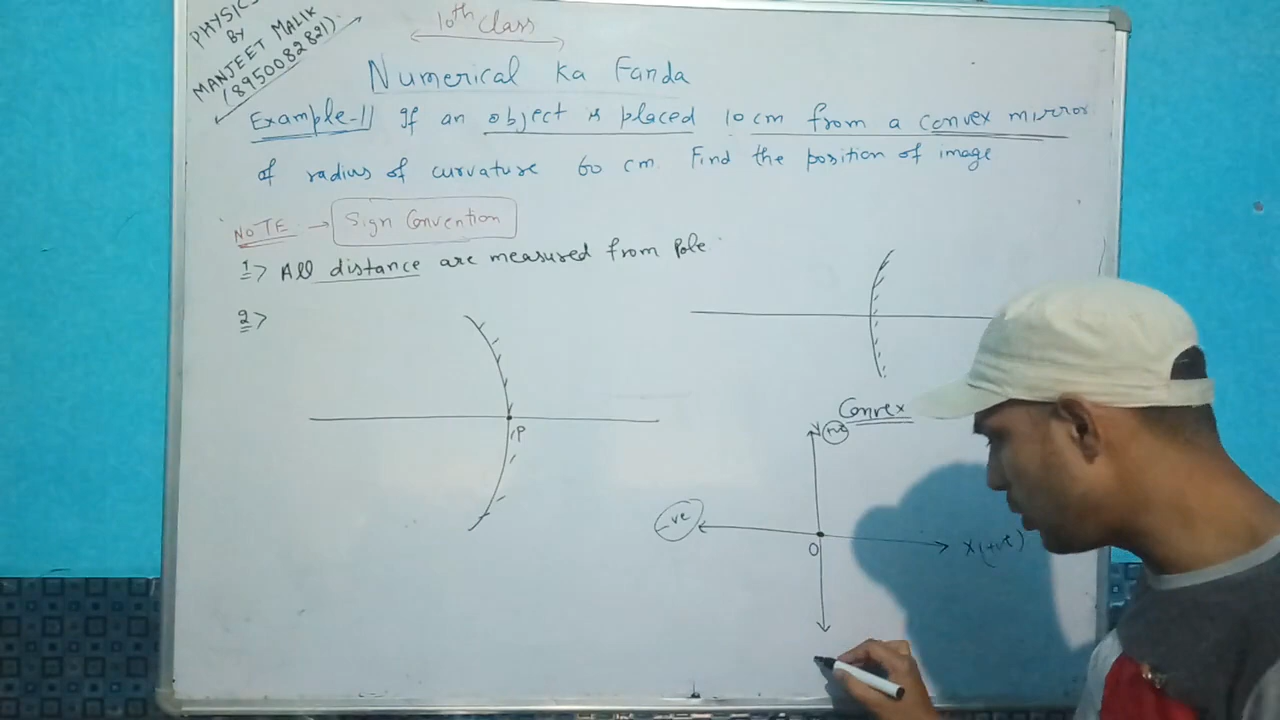 PHYSICS
BY
MANJEET MALIK
(8950082821)
10th Class
Numerical Ka Fanda
Example-1 If an object is placed 10 cm from a convex mirror
of radius of curvature 60 cm. Find the position of image
NOTE → Sign Convention
1> All distance are measured from Pole.
2>
P
Convex
Y +ve
-ve
O
X (+ve)